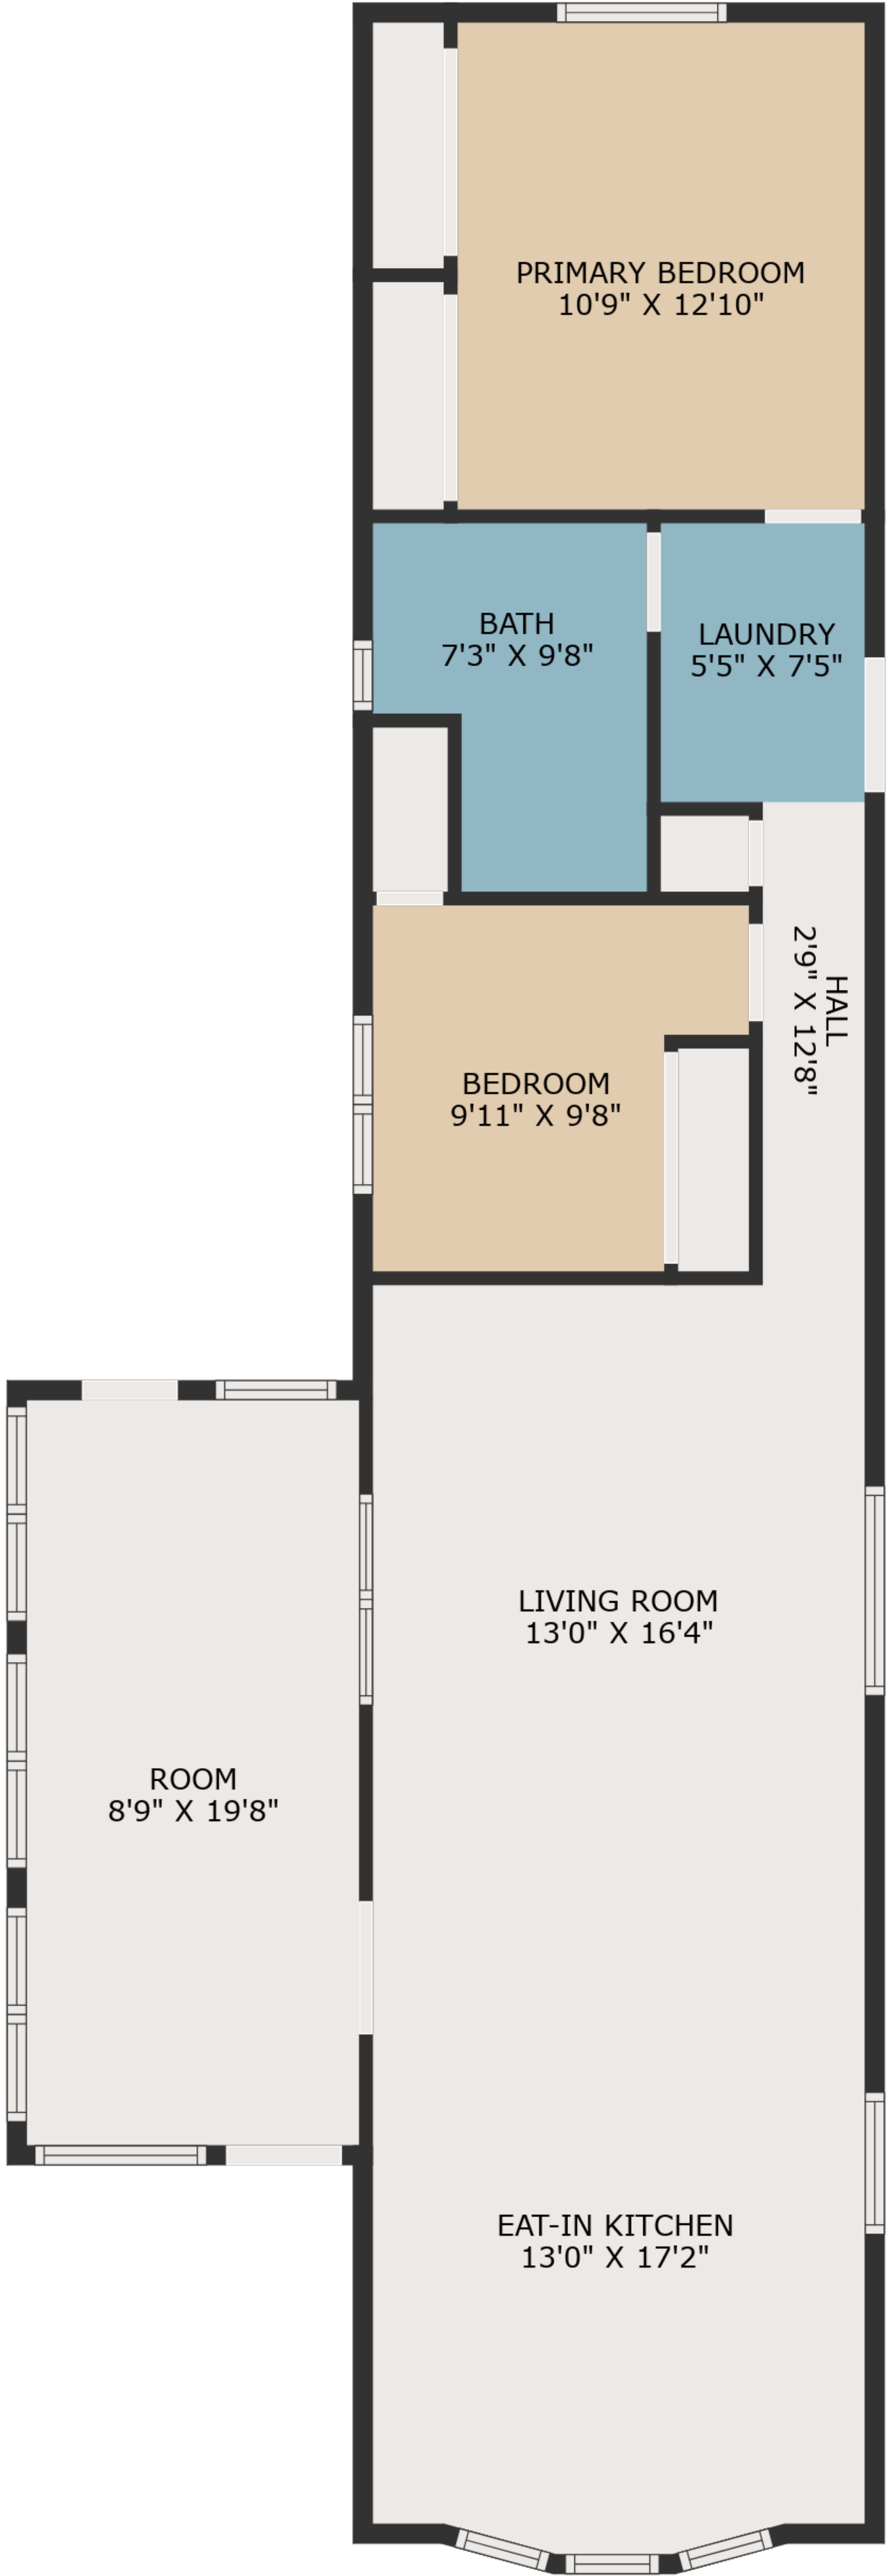 PRIMARY BEDROOM
10'9" X 12'10"
BATH
7'3" X 9'8"
LAUNDRY
5'5" X 7'5"
HALL
2'9" X 12'8"
BEDROOM
9'11" X 9'8"
LIVING ROOM
13'0" X 16'4"
ROOM
8'9" X 19'8"
EAT-IN KITCHEN
13'0" X 17'2"